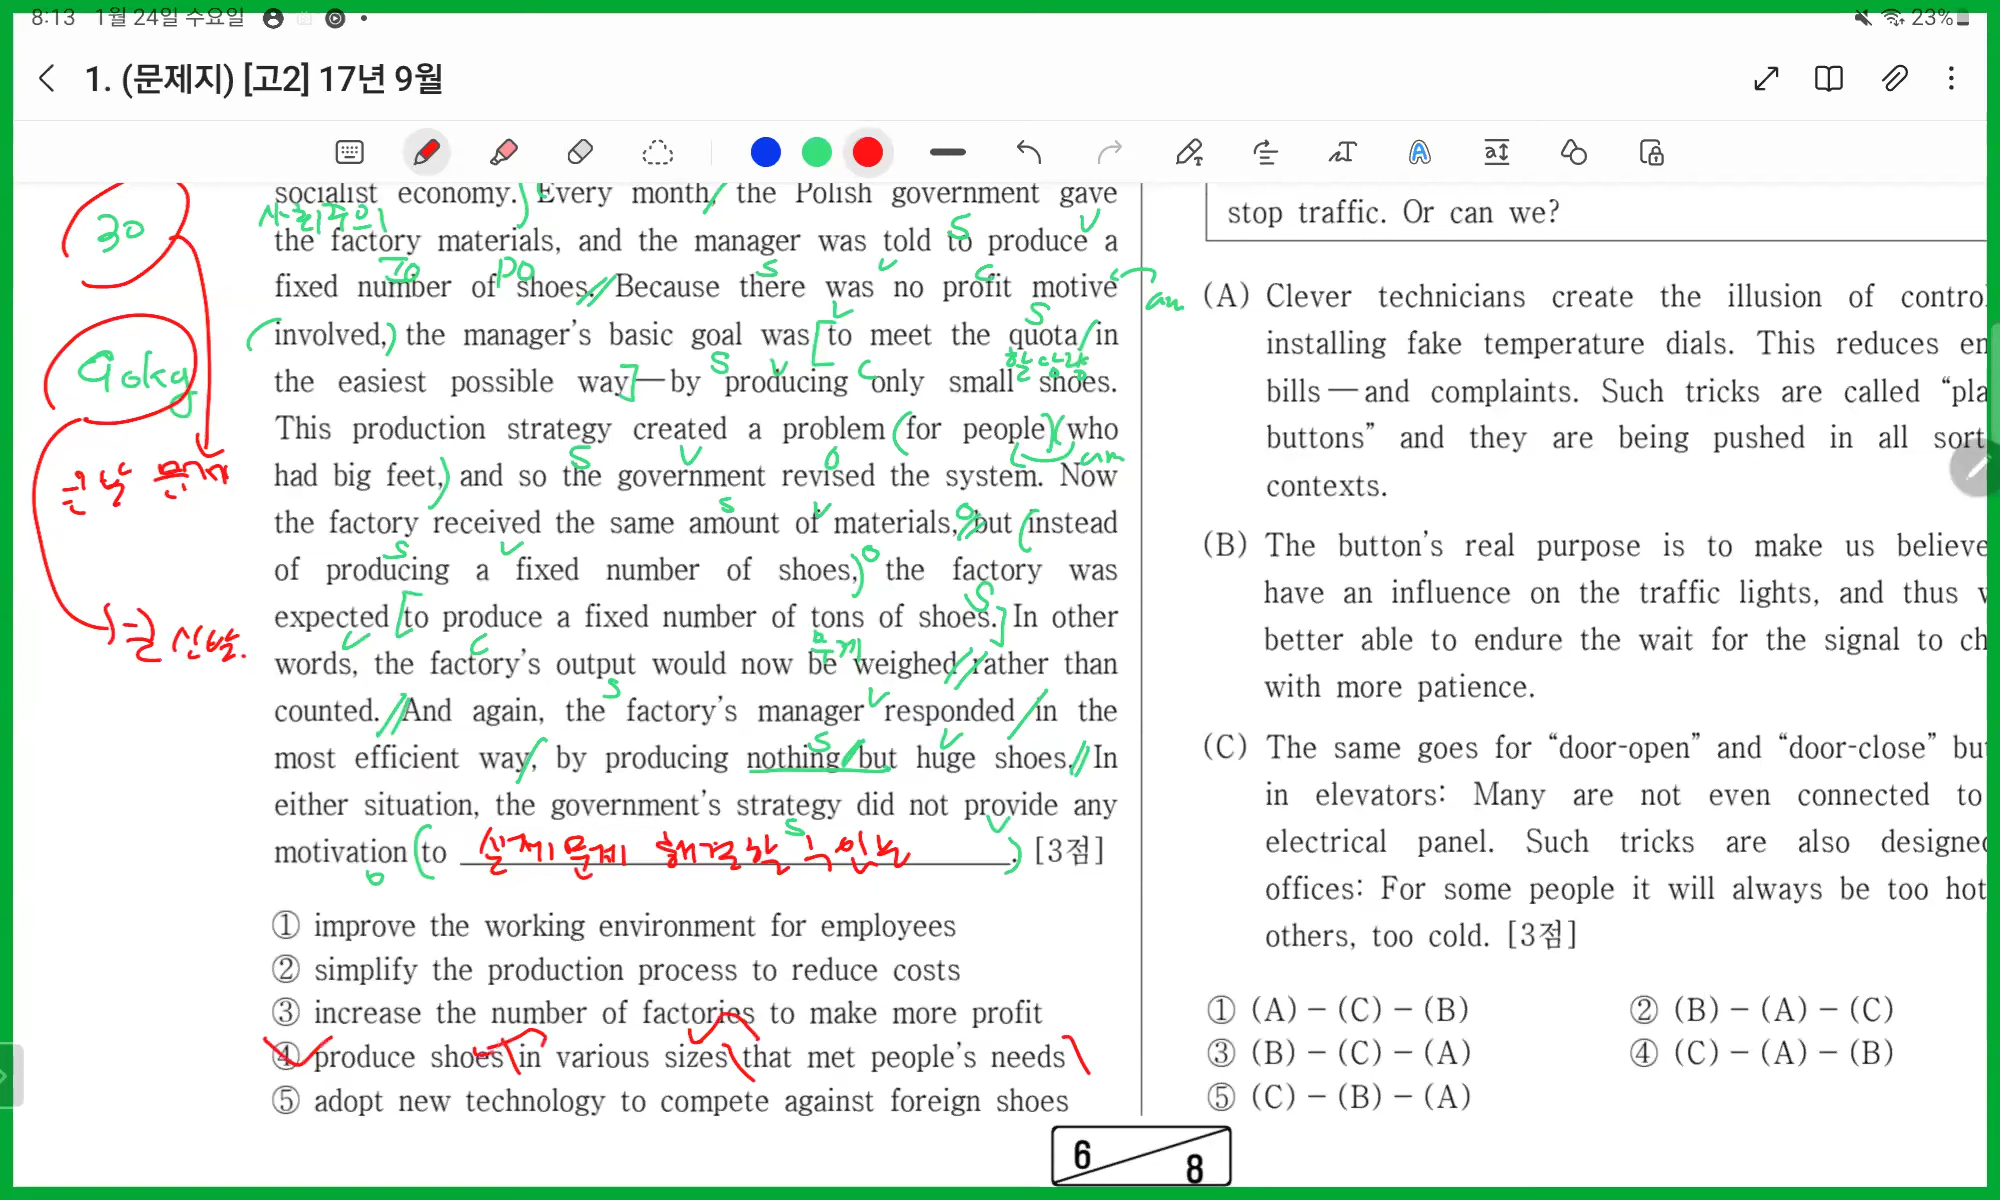 8:13 1월 24일 수요일
23%
1. (문제지) [고2] 17년 9월
socialist economy. Every month, the Polish government gave
사회주의
the factory materials, and the manager was told to produce a
fixed number of shoes. Because there was no profit motive
involved, the manager's basic goal was to meet the quota in
할당량
the easiest possible way—by producing only small shoes.
This production strategy created a problem for people who
had big feet, and so the government revised the system. Now
the factory received the same amount of materials, but instead
of producing a fixed number of shoes, the factory was
expected to produce a fixed number of tons of shoes. In other
무게
words, the factory's output would now be weighed rather than
counted. And again, the factory's manager responded in the
most efficient way, by producing nothing but huge shoes. In
either situation, the government's strategy did not provide any
motivation to 실제 문제 해결할 수 있는. [3점]
① improve the working environment for employees
② simplify the production process to reduce costs
③ increase the number of factories to make more profit
④ produce shoes in various sizes that met people's needs
⑤ adopt new technology to compete against foreign shoes
30
90kg
문제
큰 신발.
stop traffic. Or can we?
(A) Clever technicians create the illusion of
installing fake temperature dials. This reduces
bills—and complaints. Such tricks are called
buttons” and they are being pushed in all
contexts.
(B) The button's real purpose is to make us believe
have an influence on the traffic lights, and thus
better able to endure the wait for the signal to
with more patience.
(C) The same goes for “door-open” and “door-close”
in elevators: Many are not even connected to
electrical panel. Such tricks are also
offices: For some people it will always be too hot
others, too cold. [3점]
① (A) - (C) - (B) ② (B) - (A) - (C)
③ (B) - (C) - (A) ④ (C) - (A) - (B)
⑤ (C) - (B) - (A)
6 8